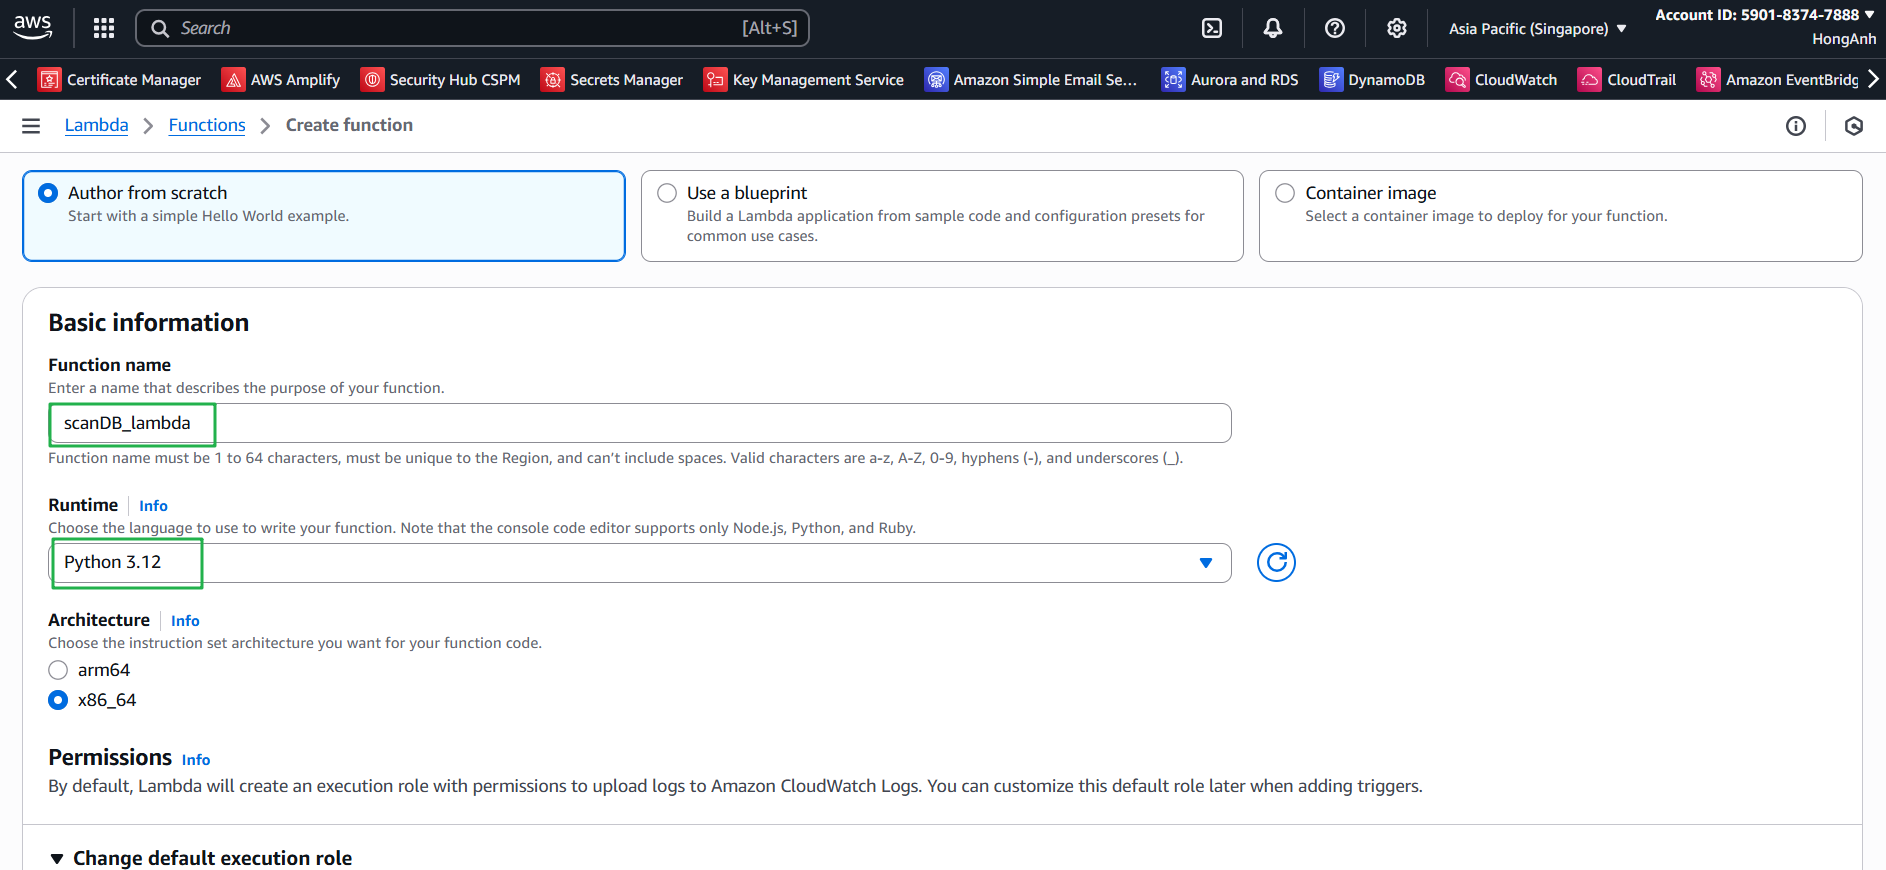 aws
Search
[Alt+S]
Asia Pacific (Singapore)
Account ID: 5901-8374-7888
HongAnh
Certificate Manager
AWS Amplify
Security Hub CSPM
Secrets Manager
Key Management Service
Amazon Simple Email Se...
Aurora and RDS
DynamoDB
CloudWatch
CloudTrail
Amazon EventBridg
Lambda
Functions
Create function
Author from scratch
Start with a simple Hello World example.
Use a blueprint
Build a Lambda application from sample code and configuration presets for
common use cases.
Container image
Select a container image to deploy for your function.
Basic information
Function name
Enter a name that describes the purpose of your function.
scanDB_lambda
Function name must be 1 to 64 characters, must be unique to the Region, and can’t include spaces. Valid characters are a-z, A-Z, 0-9, hyphens (-), and underscores (_).
Runtime
Info
Choose the language to use to write your function. Note that the console code editor supports only Node.js, Python, and Ruby.
Python 3.12
Architecture
Info
Choose the instruction set architecture you want for your function code.
arm64
x86_64
Permissions
Info
By default, Lambda will create an execution role with permissions to upload logs to Amazon CloudWatch Logs. You can customize this default role later when adding triggers.
Change default execution role